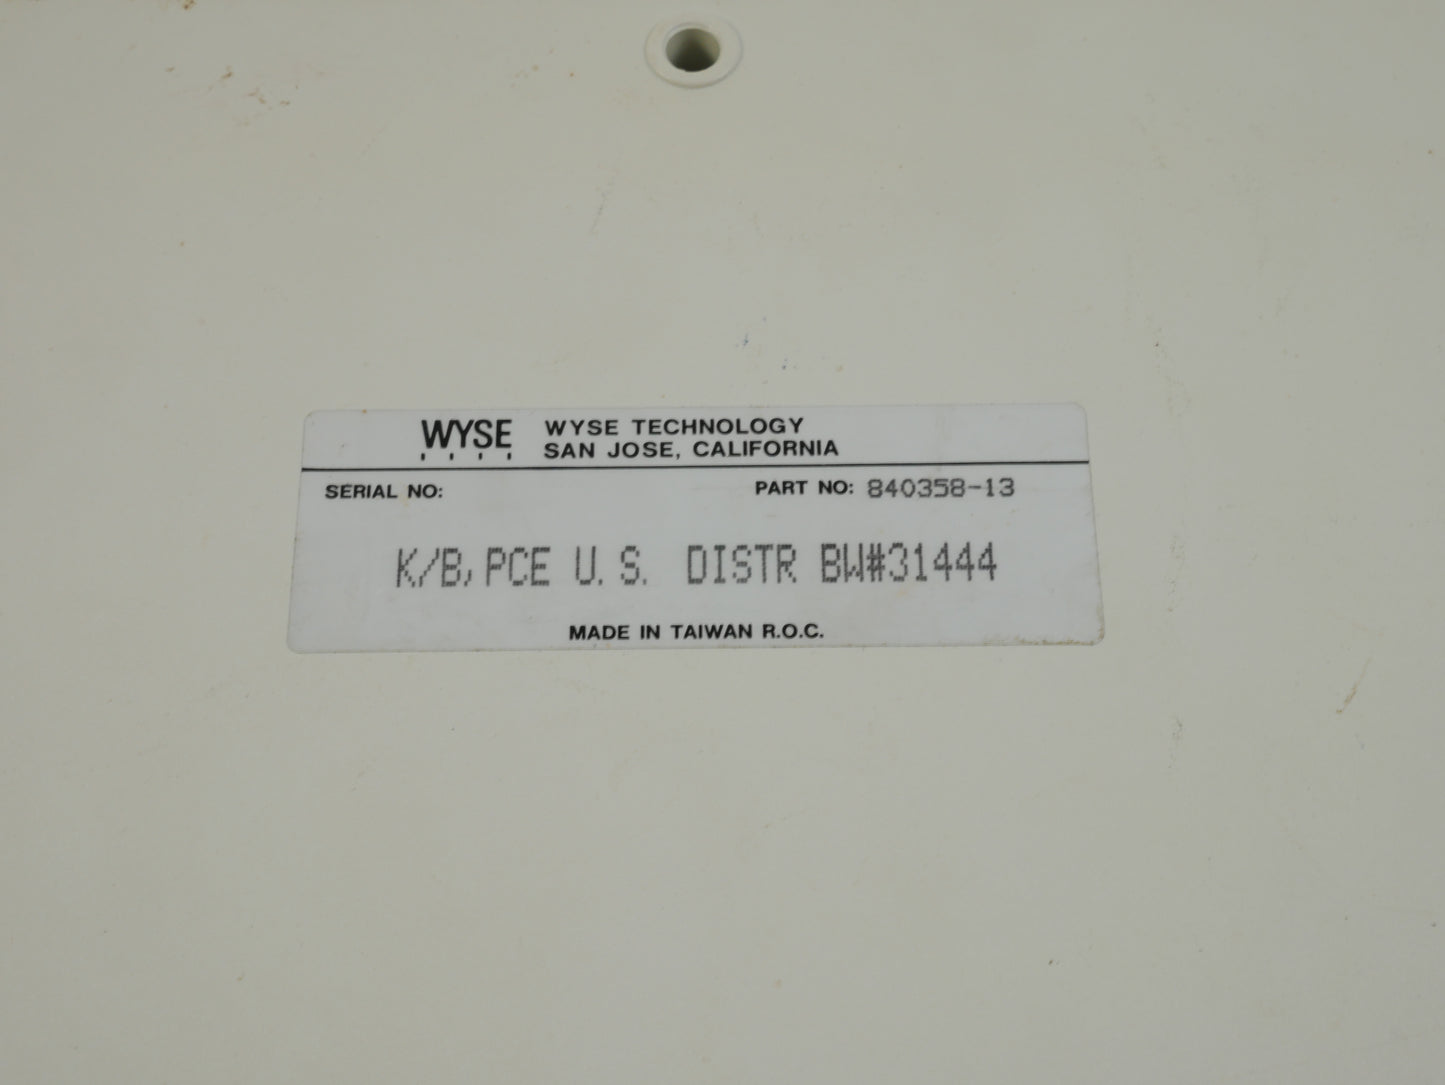 WYSE WYSE TECHNOLOGY
SAN JOSE, CALIFORNIA
SERIAL NO: PART NO: 840358-13
K/B, PCE U.S. DISTR BW#31444
MADE IN TAIWAN R.O.C.